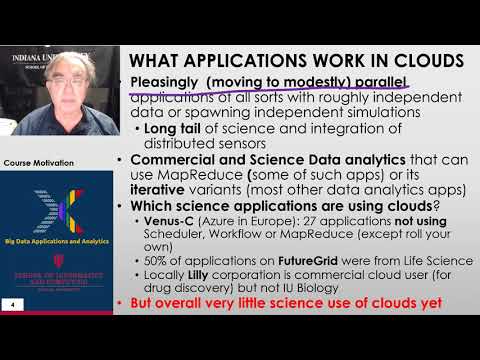 INDIANA UNIVERSITY
WHAT APPLICATIONS WORK IN CLOUDS
• Pleasingly (moving to modestly) parallel
applications of all sorts with roughly independent
data or spawning independent simulations
• Long tail of science and integration of
distributed sensors
• Commercial and Science Data analytics that can
use MapReduce (some of such apps) or its
iterative variants (most other data analytics apps)
• Which science applications are using clouds?
• Venus-C (Azure in Europe): 27 applications not using
Scheduler, Workflow or MapReduce (except roll your
own)
• 50% of applications on FutureGrid were from Life Science
• Locally Lilly corporation is commercial cloud user (for
drug discovery) but not IU Biology
• But overall very little science use of clouds yet
Course Motivation
Big Data Applications and Analytics
SCHOOL OF INFORMATICS
AND COMPUTING
4